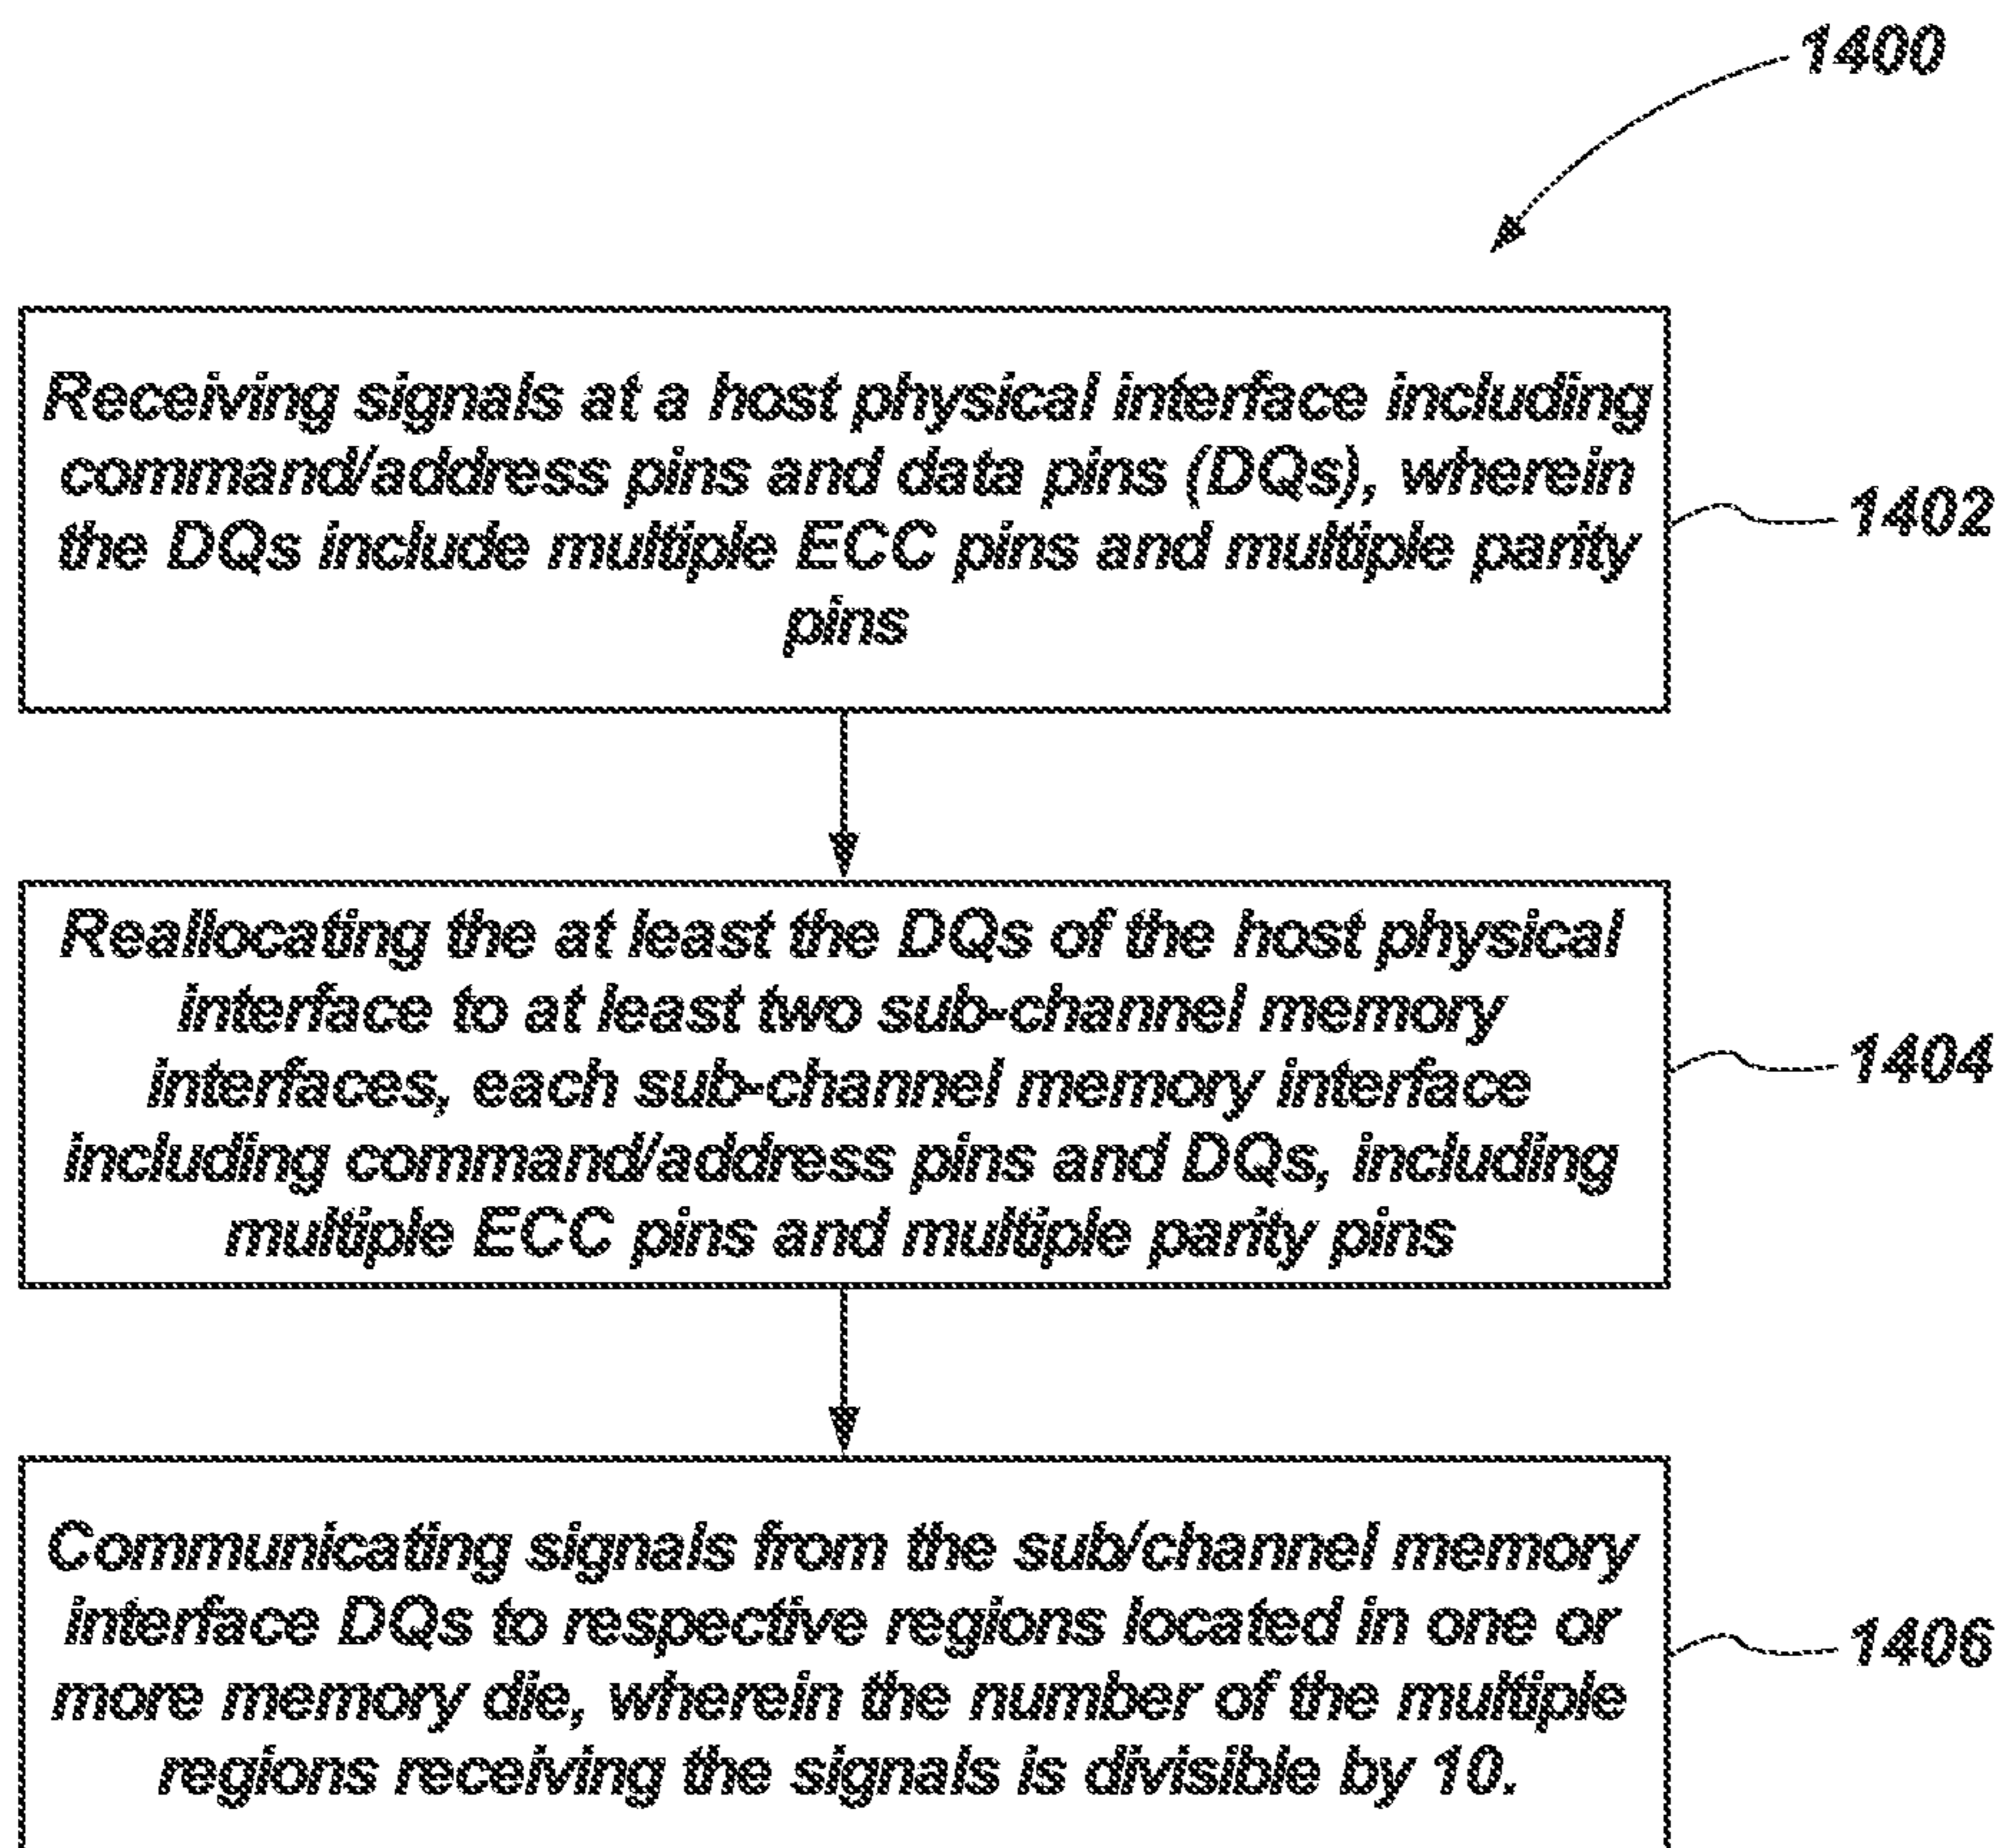 1400
Receiving signals at a host physical interface including
command/address pins and data pins (DQs), wherein
the DQs include multiple ECC pins and multiple parity
pins
1402
Reallocating the at least the DQs of the host physical
interface to at least two sub-channel memory
interfaces, each sub-channel memory interface
including command/address pins and DQs, including
multiple ECC pins and multiple parity pins
1404
Communicating signals from the sub/channel memory
interface DQs to respective regions located in one or
more memory die, wherein the number of the multiple
regions receiving the signals is divisible by 10.
1406